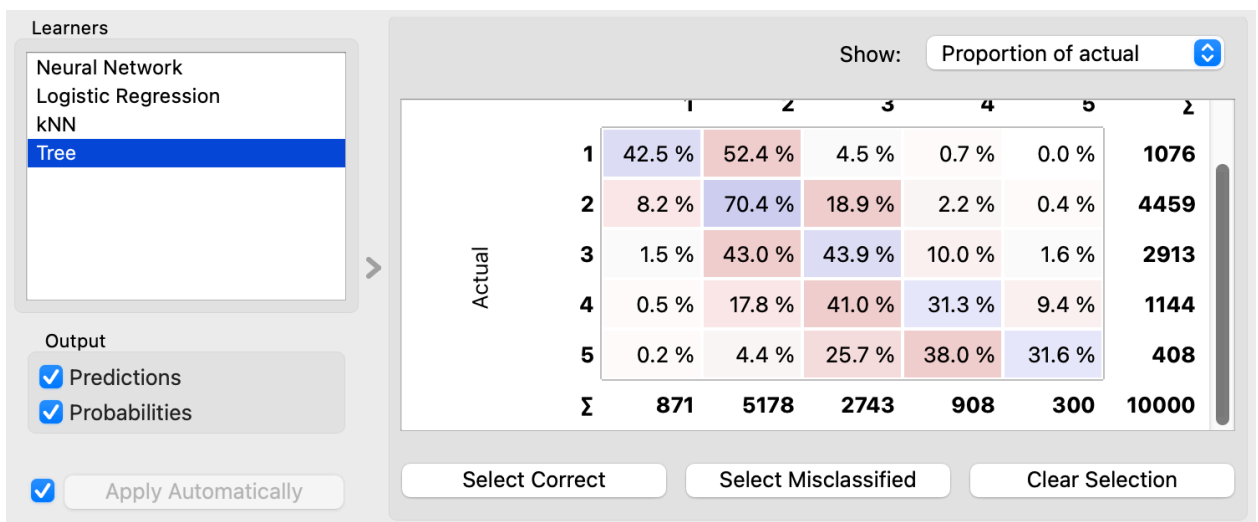 Learners
Neural Network
Logistic Regression
kNN
Tree
Output
Predictions
Probabilities
Apply Automatically
Show: Proportion of actual
1 2 3 4 5 Σ
1 42.5 % 52.4 % 4.5 % 0.7 % 0.0 % 1076
2 8.2 % 70.4 % 18.9 % 2.2 % 0.4 % 4459
3 1.5 % 43.0 % 43.9 % 10.0 % 1.6 % 2913
4 0.5 % 17.8 % 41.0 % 31.3 % 9.4 % 1144
5 0.2 % 4.4 % 25.7 % 38.0 % 31.6 % 408
Σ 871 5178 2743 908 300 10000
Actual
Select Correct Select Misclassified Clear Selection